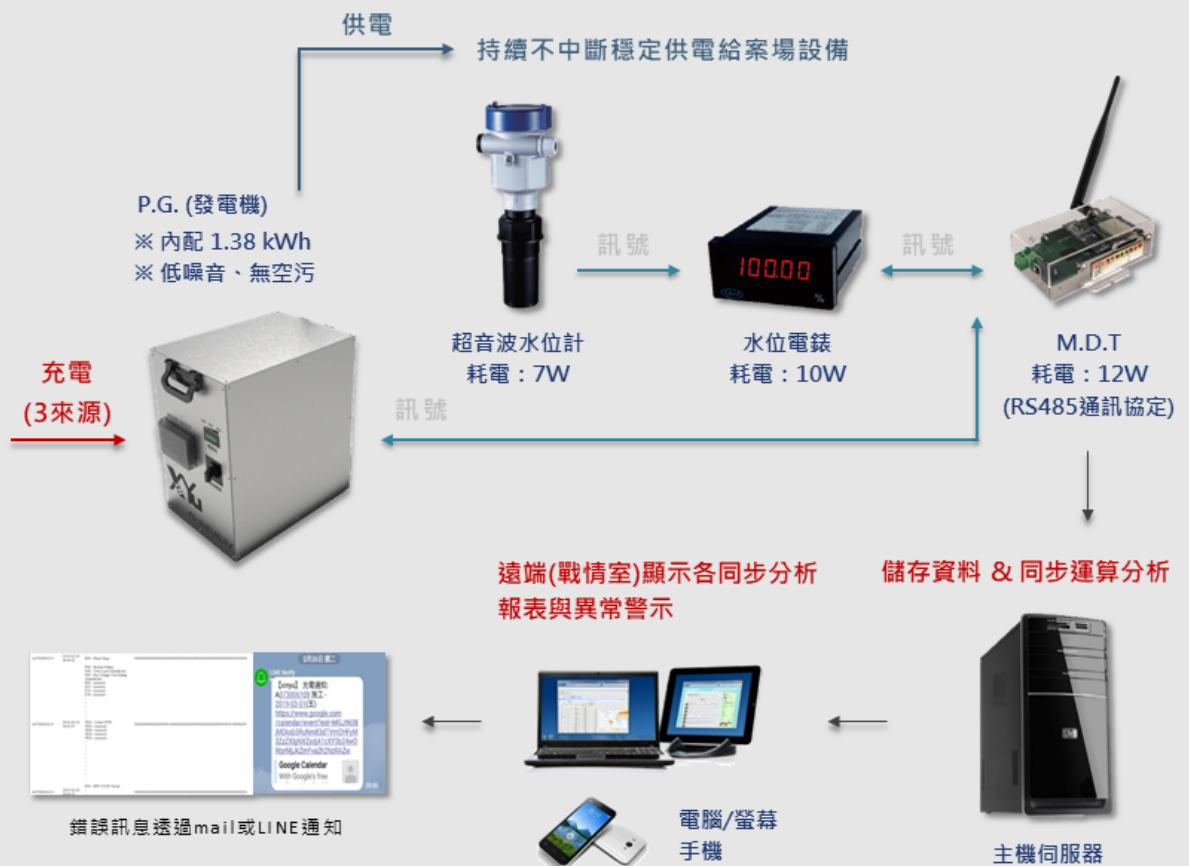 供電
持續不中斷穩定供電給案場設備
P.G. (發電機)
※ 內配 1.38 kWh
※ 低噪音、無空污
訊號
訊號
100.00
%
超音波水位計
耗電：7W
水位電錶
耗電：10W
M.D.T
耗電：12W
(RS485通訊協定)
充電
(3來源)
訊號
遠端(戰情室)顯示各同步分析
報表與異常警示
儲存資料 & 同步運算分析
LINE Notify
Google Calendar
With Google's free
錯誤訊息透過mail或LINE通知
電腦/螢幕
手機
hp
主機伺服器